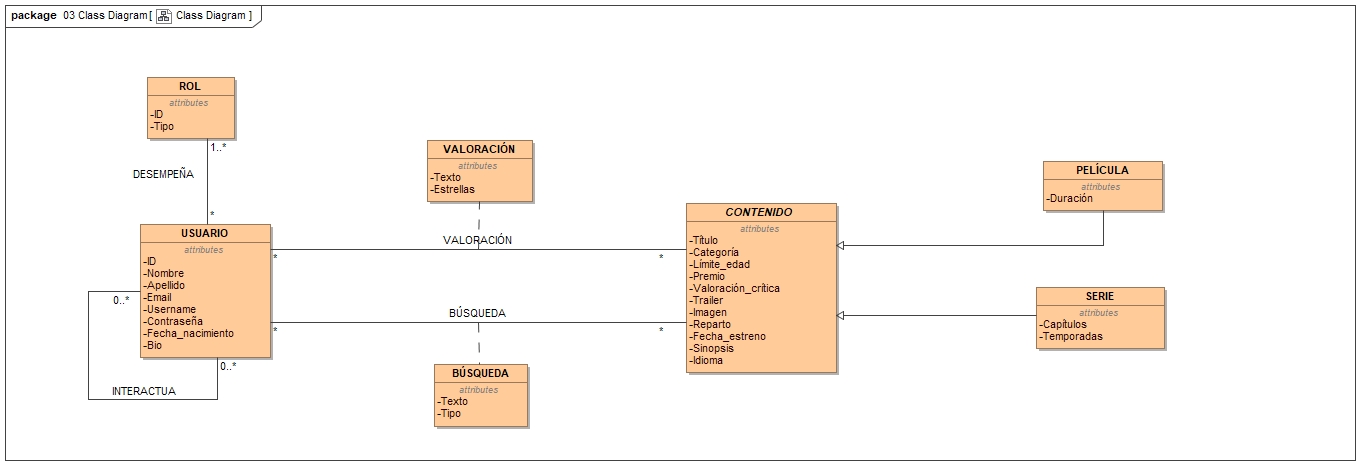 package 03 Class Diagram[ Class Diagram ]
ROL
attributes
-ID
-Tipo
1..*
DESEMPEÑA
*
USUARIO
attributes
-ID
-Nombre
-Apellido
-Email
-Username
-Contraseña
-Fecha_nacimiento
-Bio
0..*
0..*
INTERACTUA
VALORACIÓN
attributes
-Texto
-Estrellas
VALORACIÓN
*
*
BÚSQUEDA
*
*
BÚSQUEDA
attributes
-Texto
-Tipo
CONTENIDO
attributes
-Título
-Categoría
-Límite_edad
-Premio
-Valoración_crítica
-Trailer
-Imagen
-Reparto
-Fecha_estreno
-Sinopsis
-Idioma
PELÍCULA
attributes
-Duración
SERIE
attributes
-Capítulos
-Temporadas